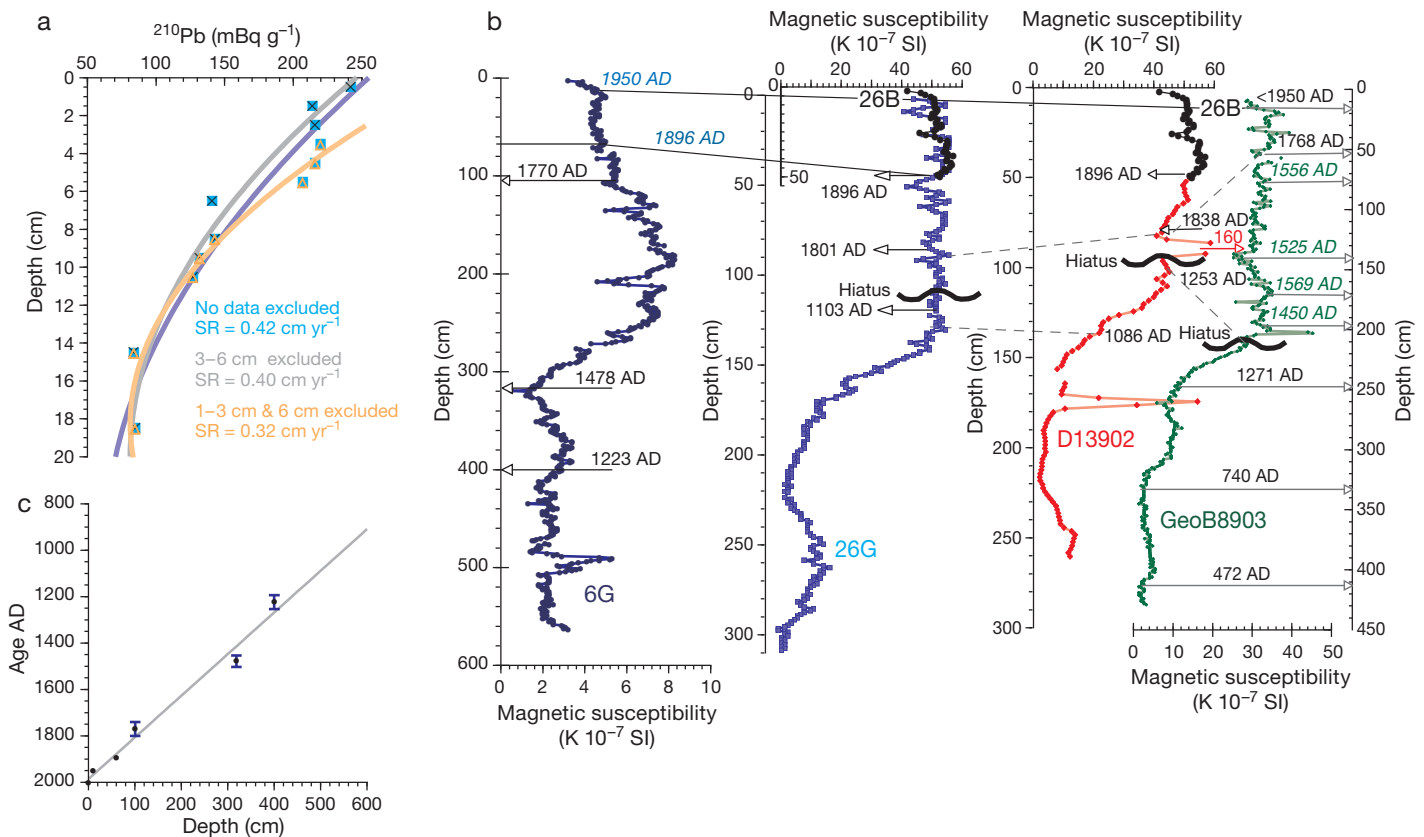 a
²¹⁰Pb (mBq g⁻¹)
50 100 150 200 250
0
2
4
6
8
10
12
14
16
18
20
Depth (cm)
No data excluded
SR = 0.42 cm yr⁻¹
3–6 cm excluded
SR = 0.40 cm yr⁻¹
1–3 cm & 6 cm excluded
SR = 0.32 cm yr⁻¹
c
800
1000
1200
1400
1600
1800
2000
Age AD
0 100 200 300 400 500 600
Depth (cm)
b
0
100
200
300
400
500
600
Depth (cm)
1950 AD
1896 AD
1770 AD
1478 AD
1223 AD
6G
0 2 4 6 8 10
Magnetic susceptibility
(K 10⁻⁷ SI)
Magnetic susceptibility
(K 10⁻⁷ SI)
0 20 40 60
0
50
100
150
200
250
300
Depth (cm)
0
50
26B
1896 AD
1801 AD
Hiatus
1103 AD
26G
Magnetic susceptibility
(K 10⁻⁷ SI)
0 20 40 60
0
50
100
150
200
250
300
Depth (cm)
26B
1896 AD
1838 AD
160
Hiatus
1253 AD
1086 AD
D13902
<1950 AD
1768 AD
1556 AD
1525 AD
1569 AD
1450 AD
Hiatus
1271 AD
740 AD
GeoB8903
472 AD
0
50
100
150
200
250
300
350
400
450
Depth (cm)
0 10 20 30 40 50
Magnetic susceptibility
(K 10⁻⁷ SI)